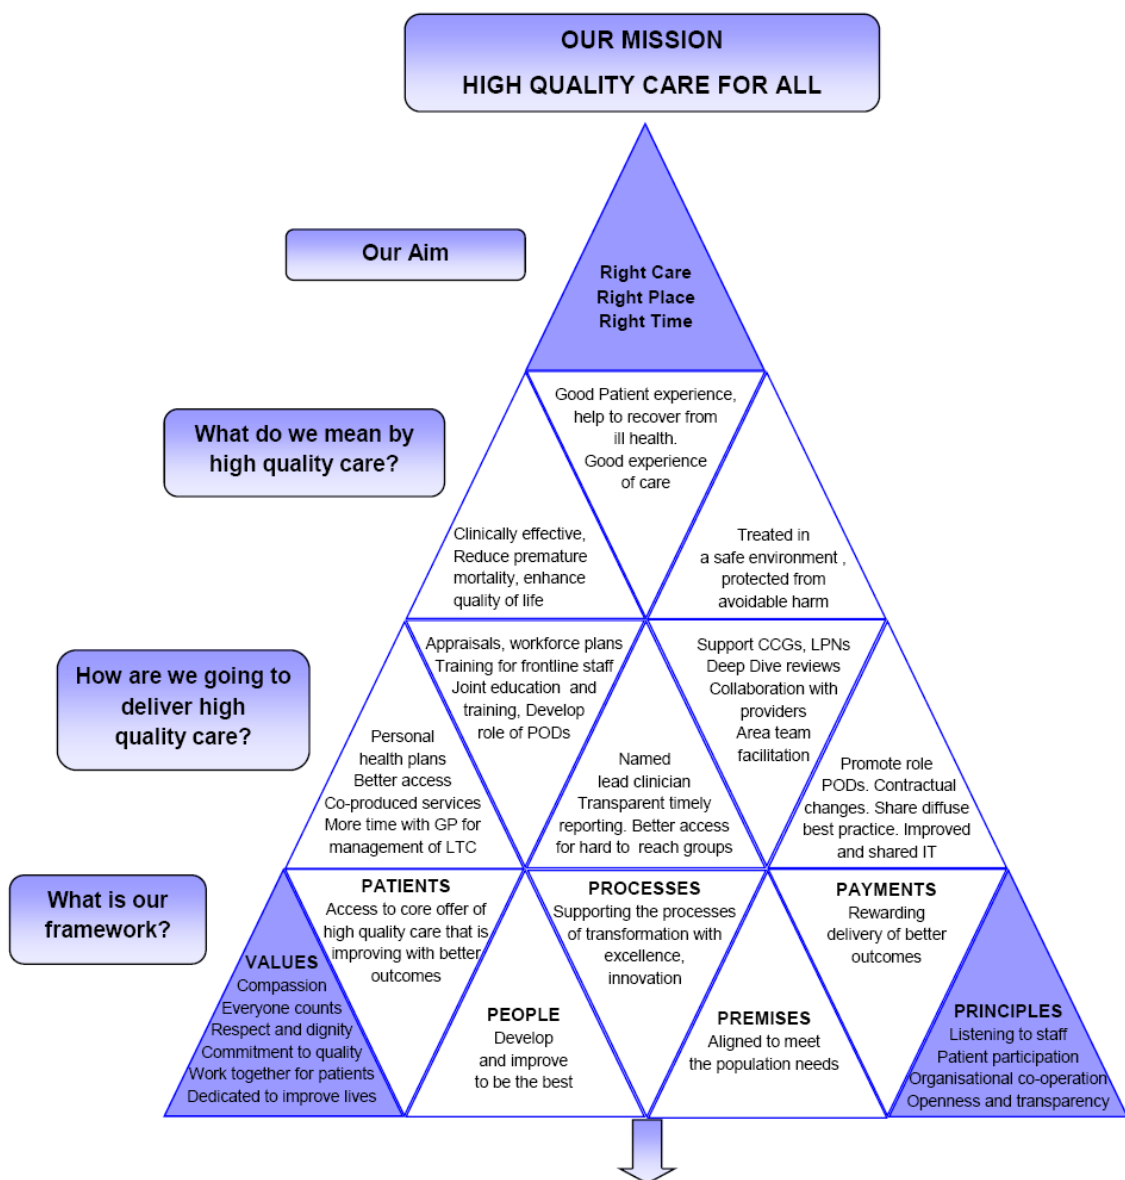 OUR MISSION
HIGH QUALITY CARE FOR ALL
Our Aim
Right Care
Right Place
Right Time
What do we mean by
high quality care?
Good Patient experience,
help to recover from
ill health.
Good experience
of care
Clinically effective,
Reduce premature
mortality, enhance
quality of life
Treated in
a safe environment ,
protected from
avoidable harm
How are we going to
deliver high
quality care?
Personal
health plans
Better access
Co-produced services
More time with GP for
management of LTC
Appraisals, workforce plans
Training for frontline staff
Joint education and
training, Develop
role of PODs
Named
lead clinician
Transparent timely
reporting. Better access
for hard to reach groups
Support CCGs, LPNs
Deep Dive reviews
Collaboration with
providers
Area team
facilitation
Promote role
PODs. Contractual
changes. Share diffuse
best practice. Improved
and shared IT
What is our
framework?
VALUES
Compassion
Everyone counts
Respect and dignity
Commitment to quality
Work together for patients
Dedicated to improve lives
PATIENTS
Access to core offer of
high quality care that is
improving with better
outcomes
PEOPLE
Develop
and improve
to be the best
PROCESSES
Supporting the processes
of transformation with
excellence,
innovation
PREMISES
Aligned to meet
the population needs
PAYMENTS
Rewarding
delivery of better
outcomes
PRINCIPLES
Listening to staff
Patient participation
Organisational co-operation
Openness and transparency